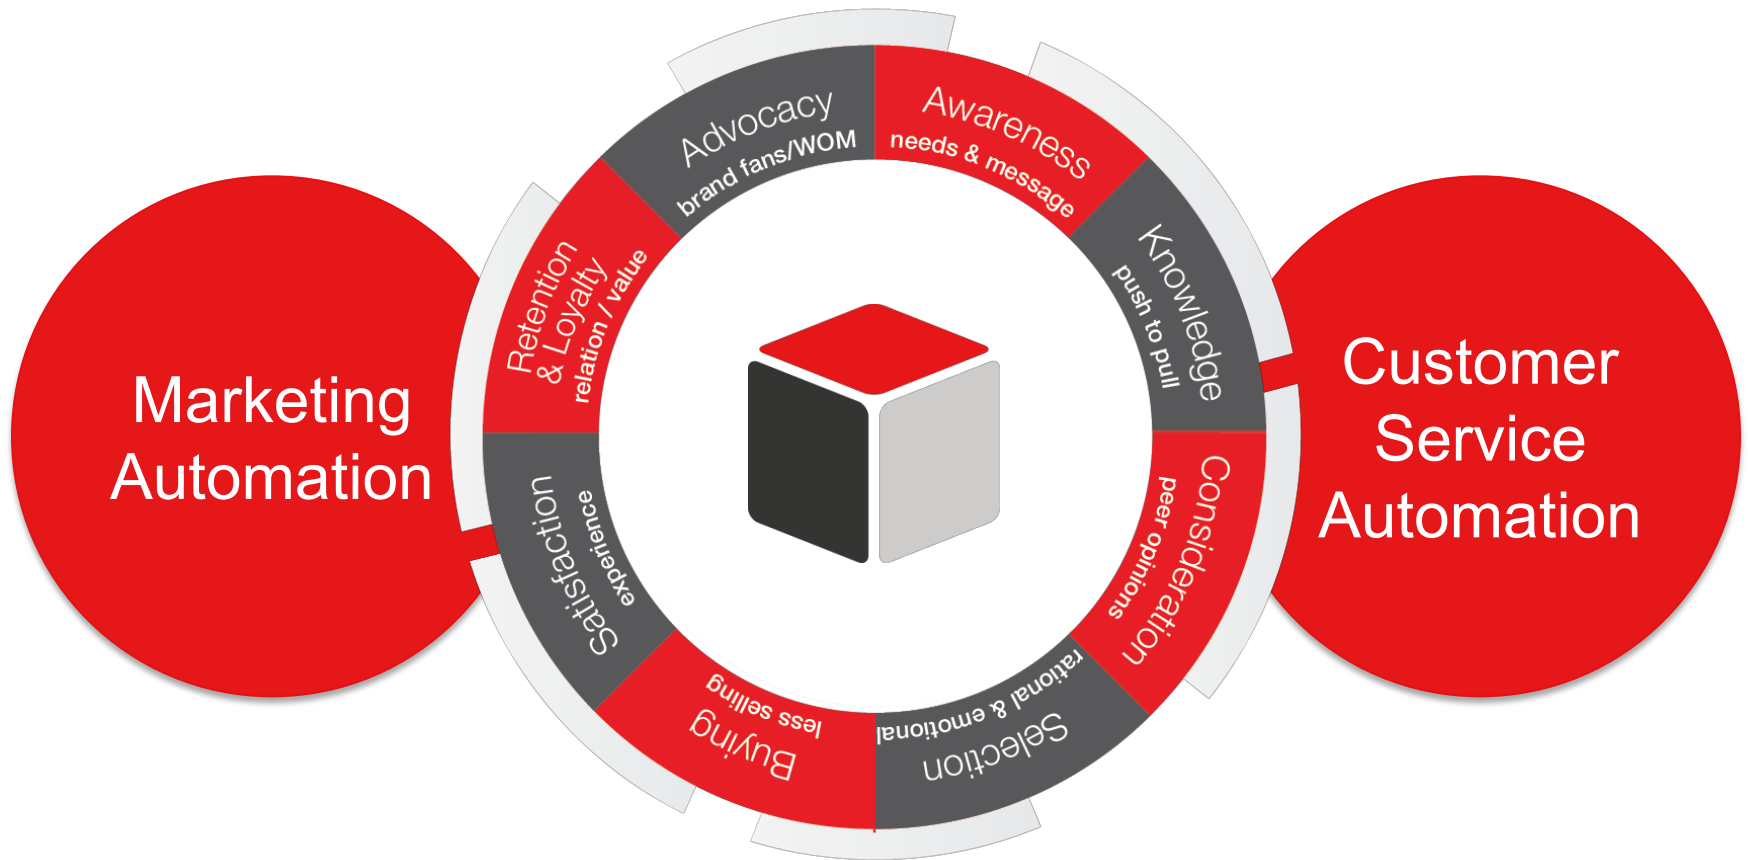 Marketing
Automation
Awareness
needs & message
Knowledge
push to pull
Consideration
peer opinions
Selection
rational & emotional
Buying
less selling
Satisfaction
experience
Retention
& Loyalty
relation / value
Advocacy
brand fans/WOM
Customer
Service
Automation